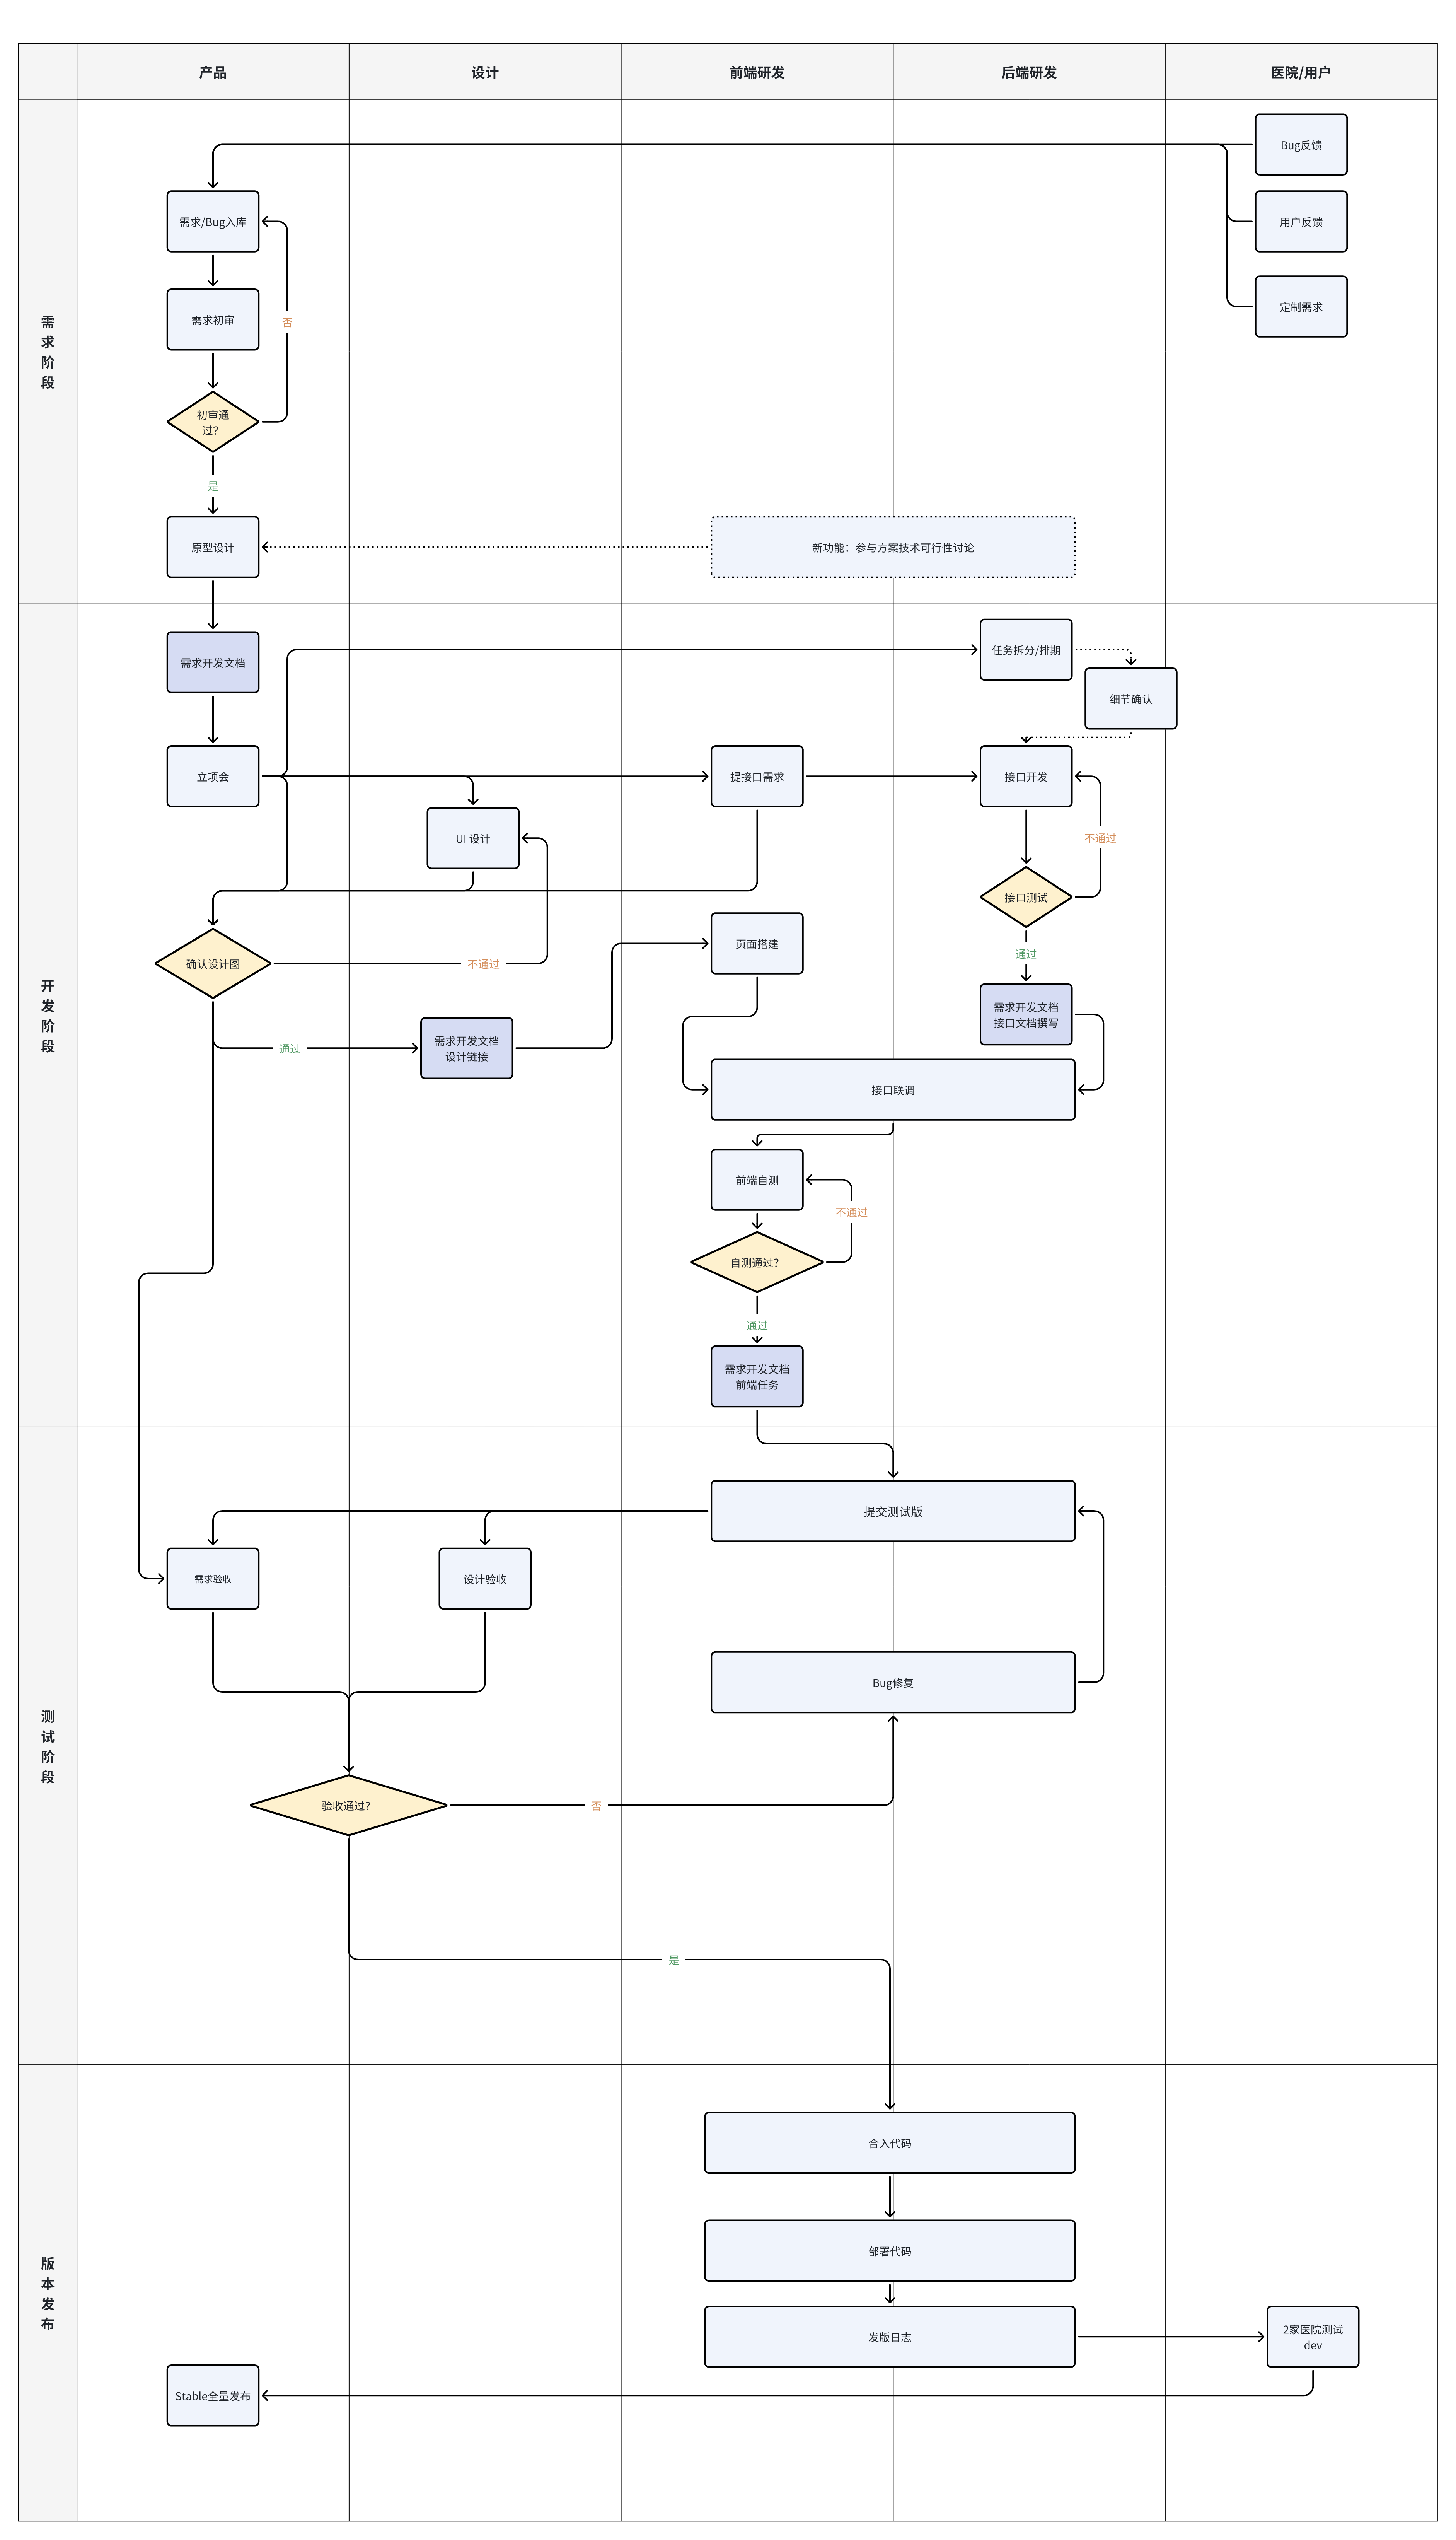 产品
设计
前端研发
后端研发
医院/用户
需
求
阶
段
Bug反馈
需求/Bug入库
用户反馈
定制需求
需求初审
否
初审通
过?
是
原型设计
新功能：参与方案技术可行性讨论
开
发
阶
段
需求开发文档
任务拆分/排期
细节确认
立项会
提接口需求
接口开发
UI 设计
不通过
接口测试
页面搭建
通过
确认设计图
不通过
需求开发文档
接口文档撰写
通过
需求开发文档
设计链接
接口联调
前端自测
不通过
自测通过?
通过
需求开发文档
前端任务
测
试
阶
段
提交测试版
需求验收
设计验收
Bug修复
验收通过?
否
是
版
本
发
布
合入代码
部署代码
发版日志
2家医院测试
dev
Stable全量发布